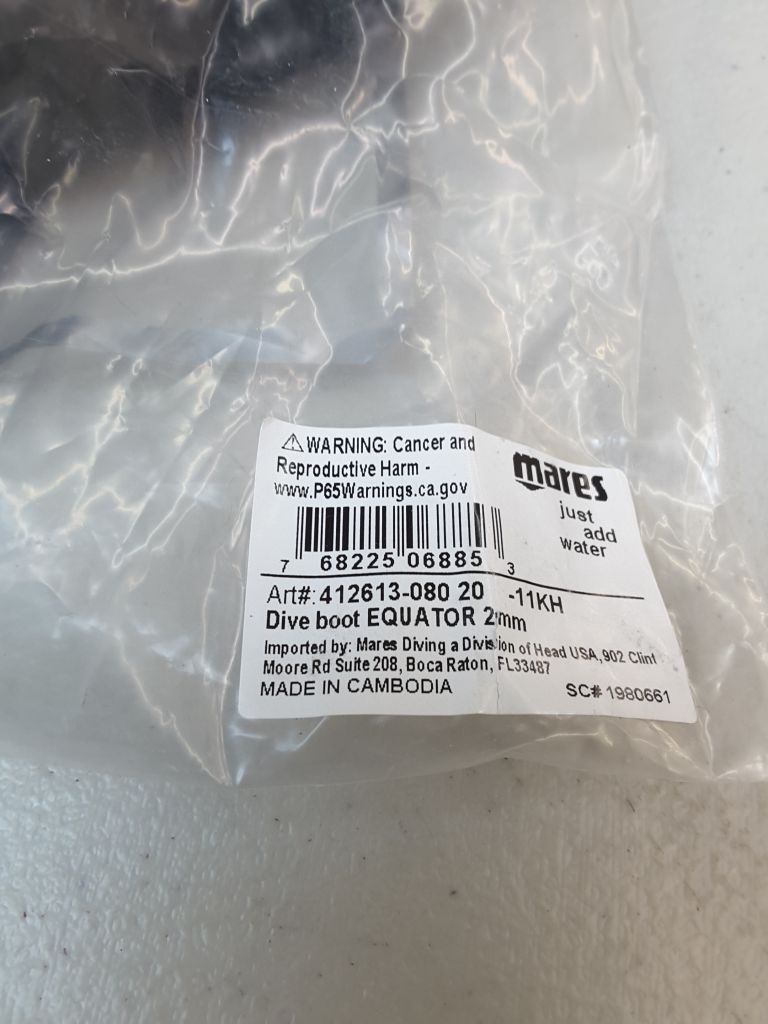 ⚠ WARNING: Cancer and
Reproductive Harm -
www.P65Warnings.ca.gov
mares
just
add
water
7 68225 06885 3
Art#: 412613-080 20 -11KH
Dive boot EQUATOR 2mm
Imported by: Mares Diving a Division of Head USA, 902 Clint
Moore Rd Suite 208, Boca Raton, FL33487
MADE IN CAMBODIA
SC# 1980661